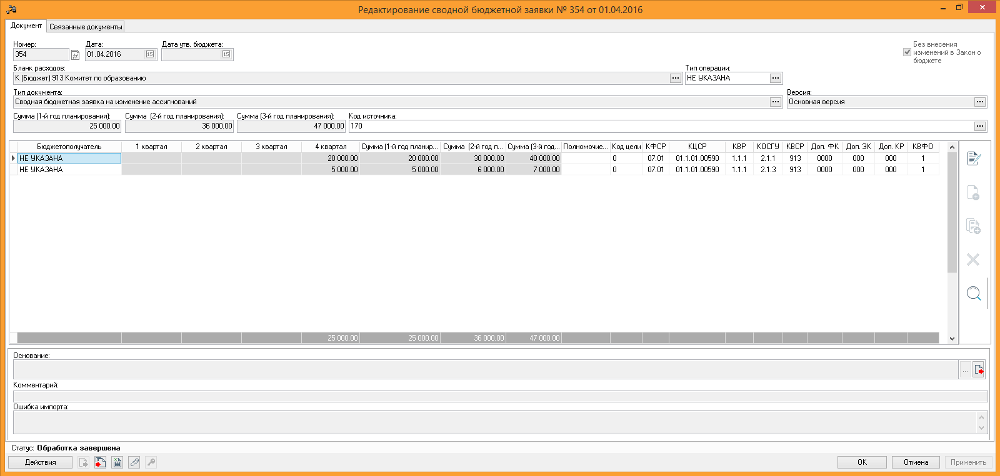 Редактирование сводной бюджетной заявки № 354 от 01.04.2016
Документ Связанные документы
Номер: Дата: Дата утв. бюджета:
354 01.04.2016 15 15
Без внесения
изменений в Закон о
бюджете
Бланк расходов: Тип операции:
К (Бюджет) 913 Комитет по образованию ... НЕ УКАЗАНА ...
Тип документа: Версия:
Сводная бюджетная заявка на изменение ассигнований ... Основная версия ...
Сумма (1-й год планирования): Сумма (2-й год планирования): Сумма (3-й год планирования): Код источника:
25 000.00 36 000.00 47 000.00 170 ...
Бюджетополучатель 1 квартал 2 квартал 3 квартал 4 квартал Сумма (1-й год планир... Сумма (2-й год п... Сумма (3-й год... Полномочие... Код цели КФСР КЦСР КВР КОСГУ КВСР Доп. ФК Доп. ЭК Доп. КР КВФО
НЕ УКАЗАНА 20 000.00 20 000.00 30 000.00 40 000.00 0 07.01 01.1.01.00590 1.1.1 2.1.1 913 0000 000 000 1
НЕ УКАЗАНА 5 000.00 5 000.00 6 000.00 7 000.00 0 07.01 01.1.01.00590 1.1.1 2.1.3 913 0000 000 000 1
25 000.00 25 000.00 36 000.00 47 000.00
Основание:
...
Комментарий:
Ошибка импорта:
Статус: Обработка завершена
Действия OK Отмена Применить